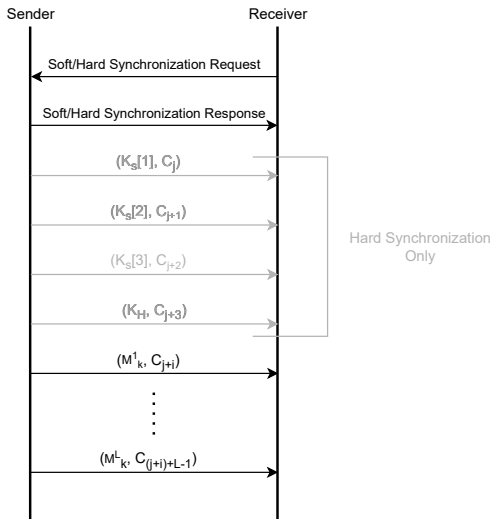 Sender
Receiver
Soft/Hard Synchronization Request
Soft/Hard Synchronization Response
(Kₛ[1], Cⱼ)
(Kₛ[2], Cⱼ₊₁)
(Kₛ[3], Cⱼ₊₂)
(K_H, Cⱼ₊₃)
Hard Synchronization
Only
(M¹ₖ, Cⱼ₊ᵢ)
(Mᴸₖ, C₍ⱼ₊ᵢ₎₊L₋₁)